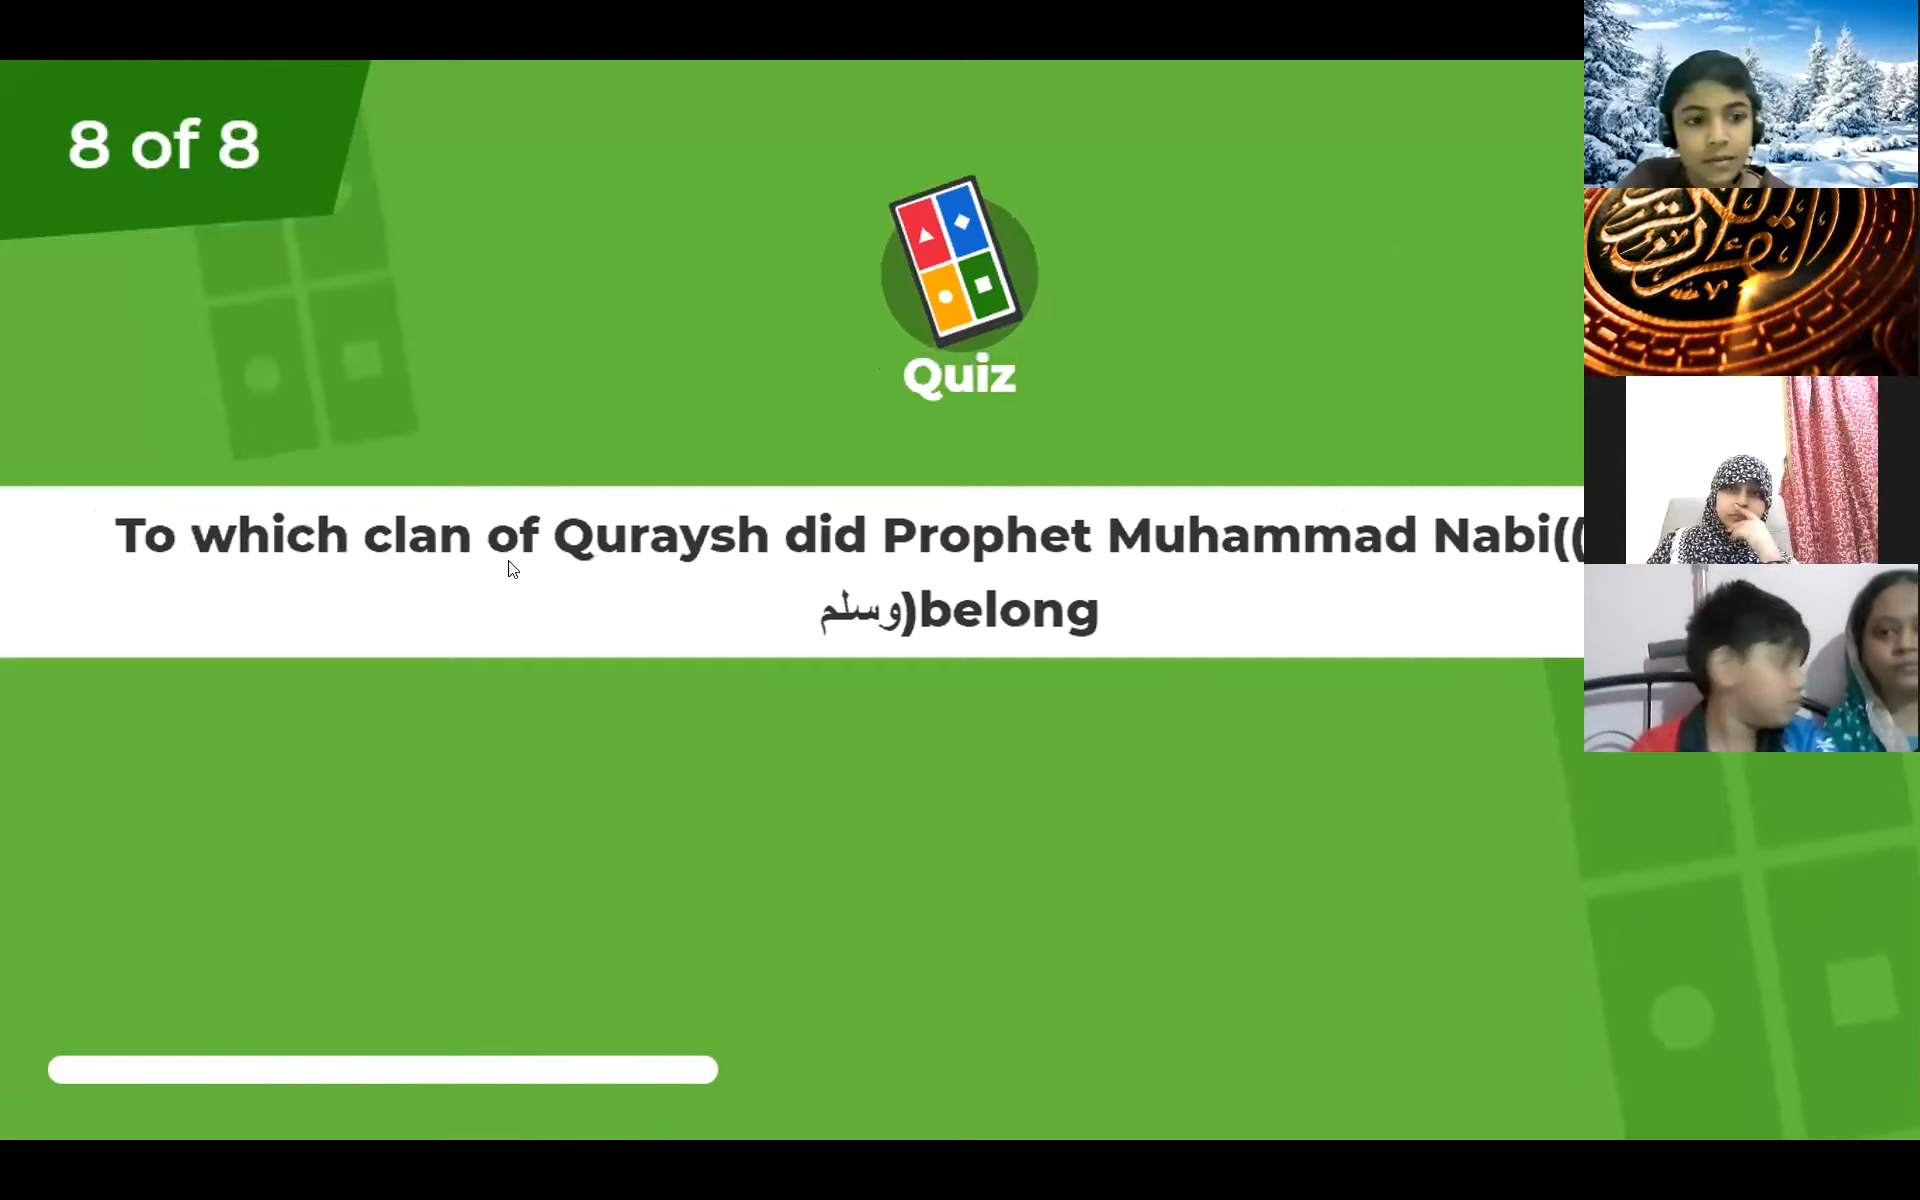 8 of 8
Quiz
To which clan of Quraysh did Prophet Muhammad Nabi((
وسلم)belong